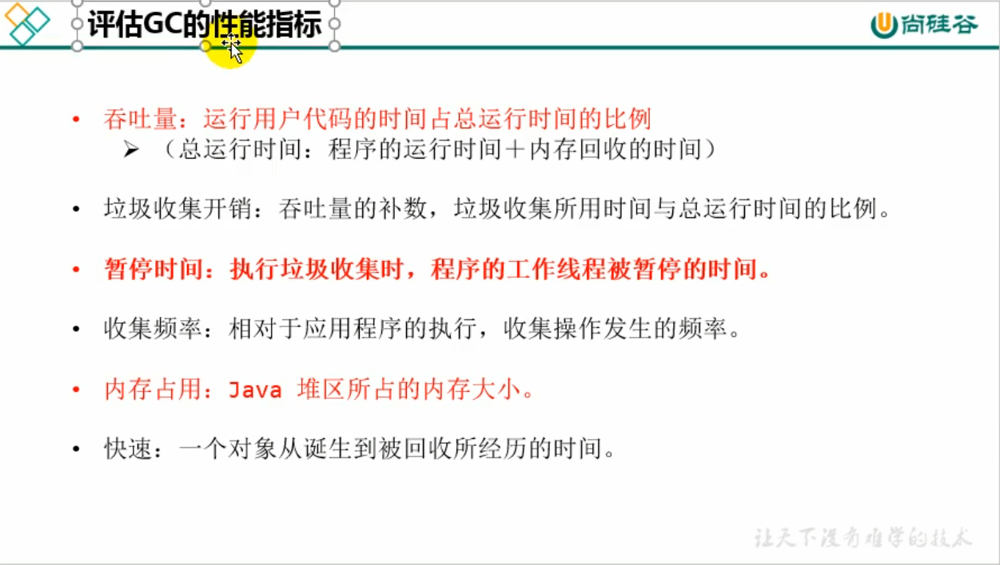 评估GC的性能指标
尚硅谷
• 吞吐量：运行用户代码的时间占总运行时间的比例
➢ （总运行时间：程序的运行时间＋内存回收的时间）
• 垃圾收集开销：吞吐量的补数，垃圾收集所用时间与总运行时间的比例。
• 暂停时间：执行垃圾收集时，程序的工作线程被暂停的时间。
• 收集频率：相对于应用程序的执行，收集操作发生的频率。
• 内存占用：Java 堆区所占的内存大小。
• 快速：一个对象从诞生到被回收所经历的时间。
让天下没有难学的技术